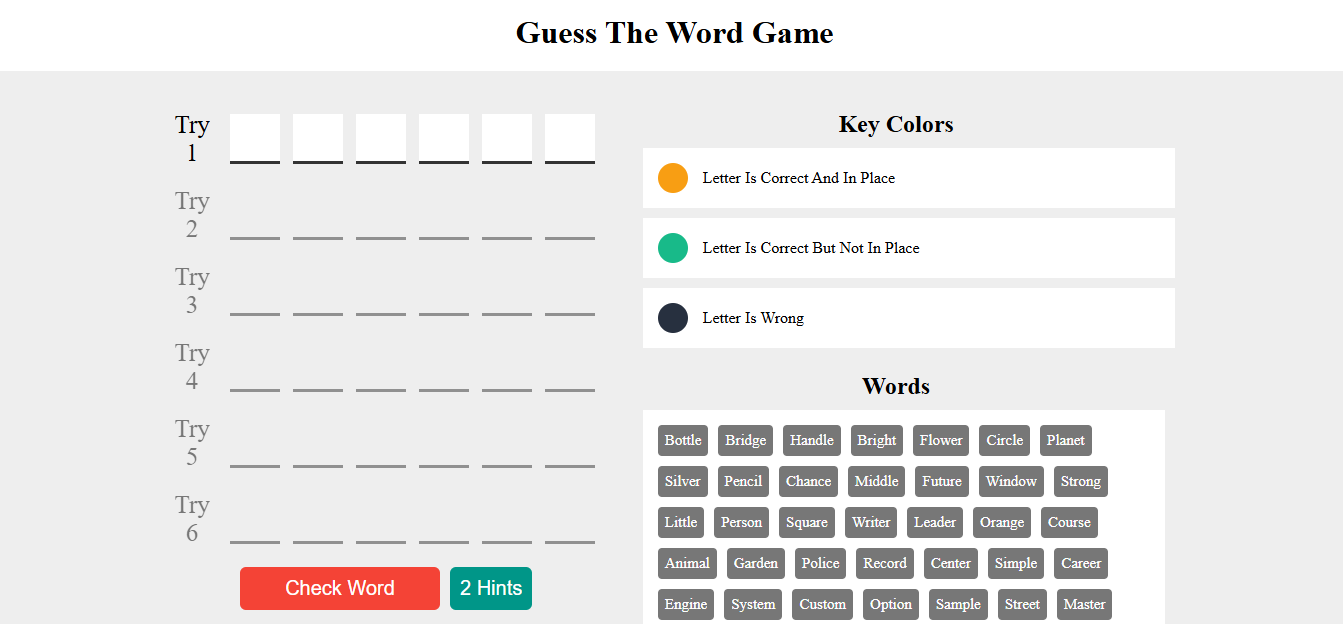 Guess The Word Game
Try
1
Try
2
Try
3
Try
4
Try
5
Try
6
Check Word
2 Hints
Key Colors
Letter Is Correct And In Place
Letter Is Correct But Not In Place
Letter Is Wrong
Words
Bottle Bridge Handle Bright Flower Circle Planet
Silver Pencil Chance Middle Future Window Strong
Little Person Square Writer Leader Orange Course
Animal Garden Police Record Center Simple Career
Engine System Custom Option Sample Street Master